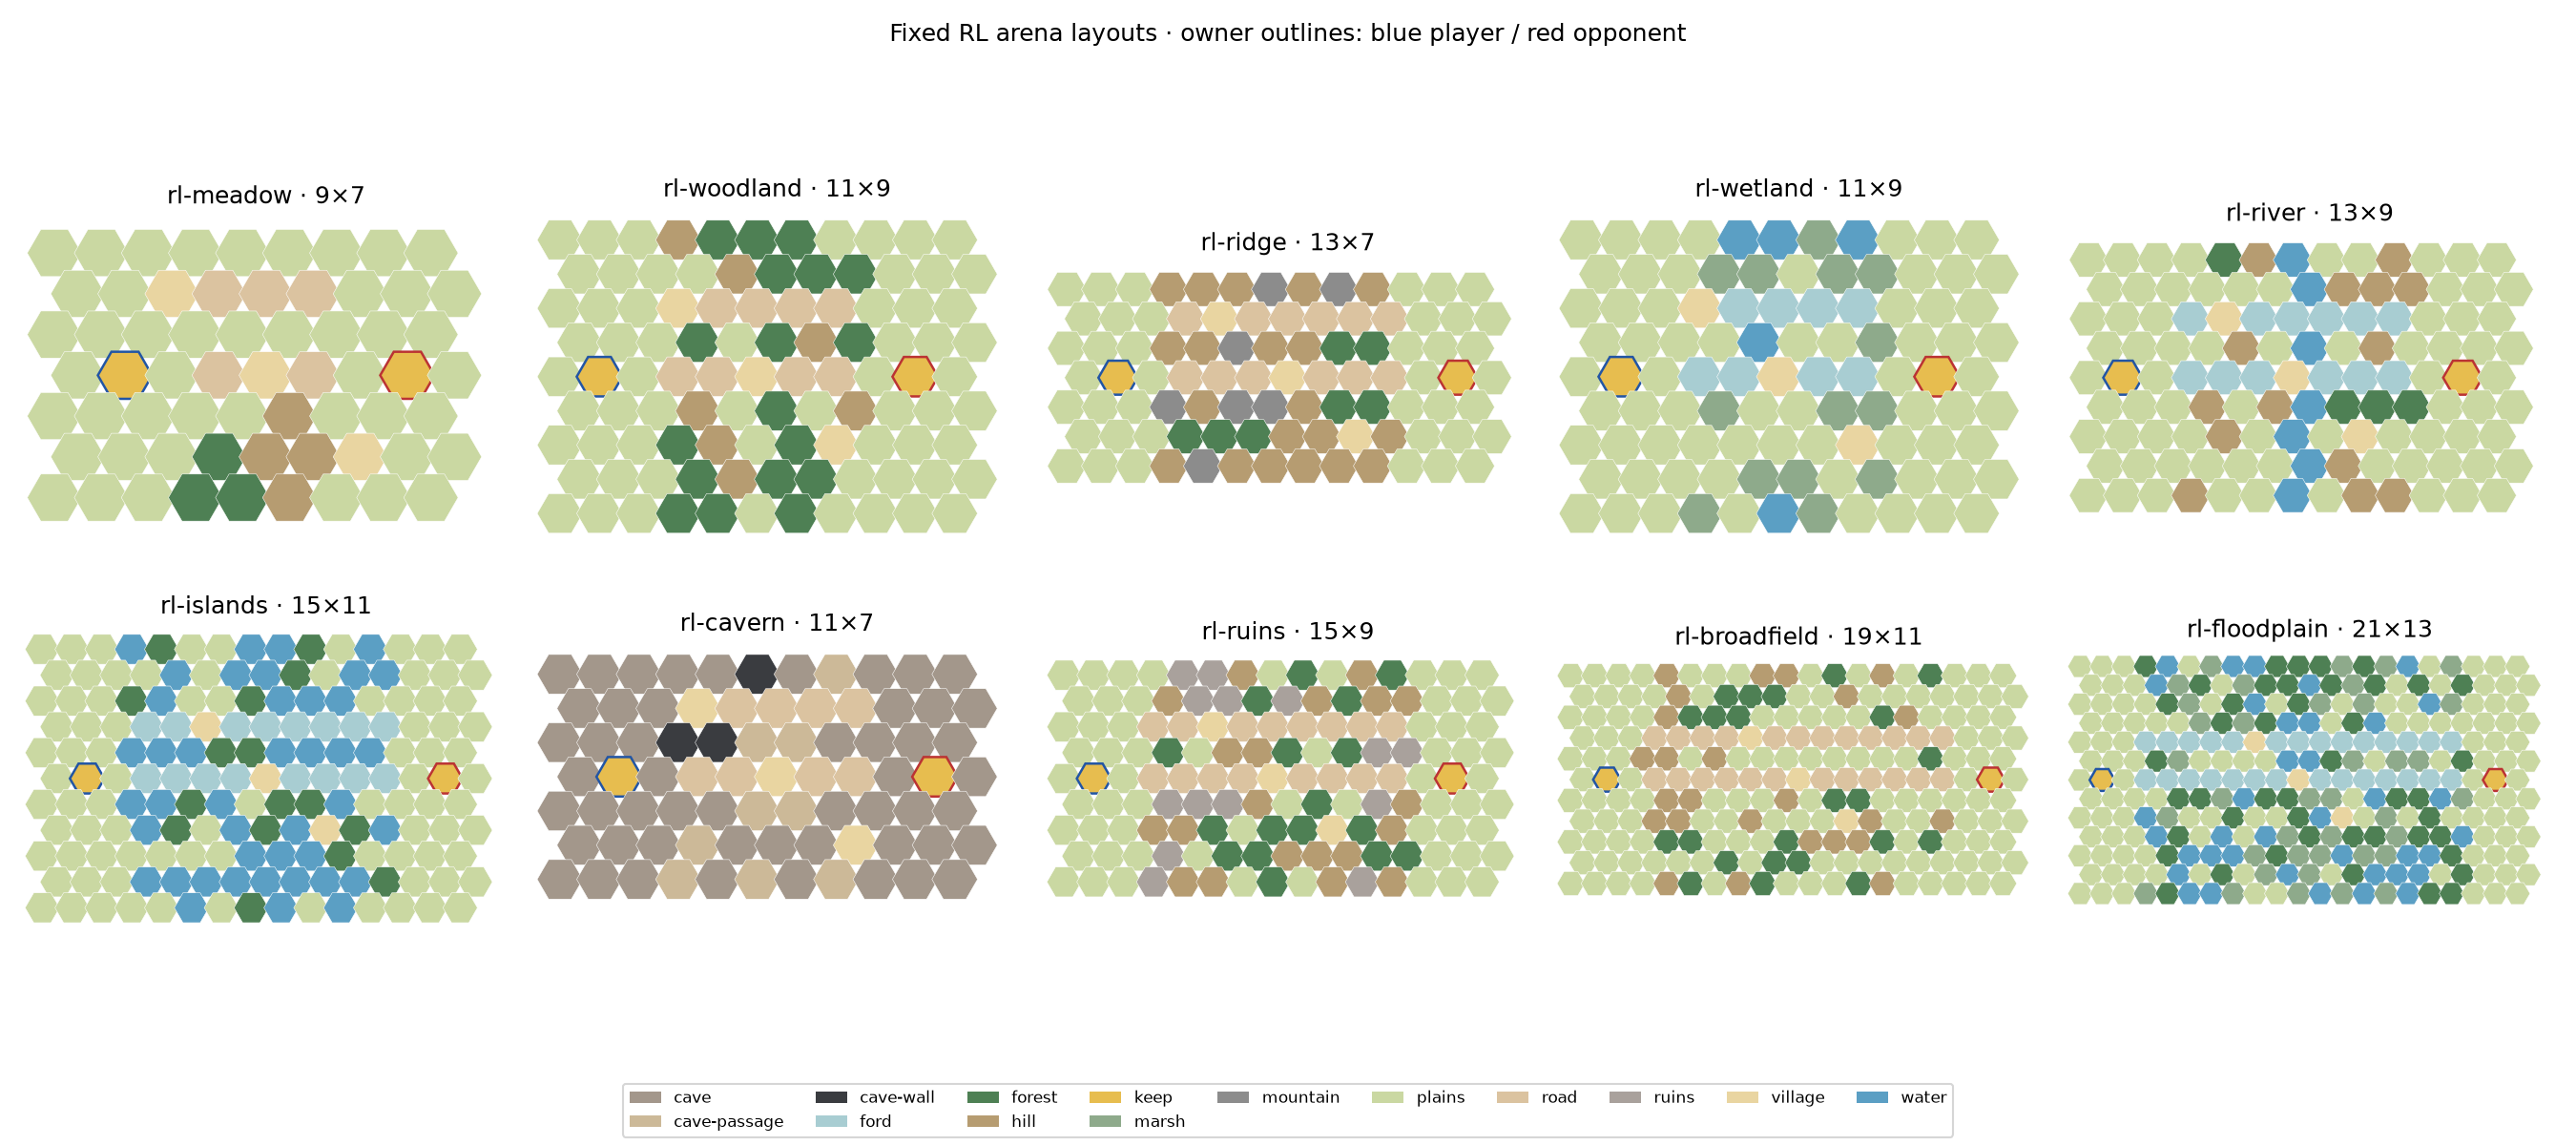 Fixed RL arena layouts · owner outlines: blue player / red opponent
rl-meadow · 9×7
rl-woodland · 11×9
rl-ridge · 13×7
rl-wetland · 11×9
rl-river · 13×9
rl-islands · 15×11
rl-cavern · 11×7
rl-ruins · 15×9
rl-broadfield · 19×11
rl-floodplain · 21×13
cave
cave-wall
forest
keep
mountain
plains
road
ruins
village
water
cave-passage
ford
hill
marsh